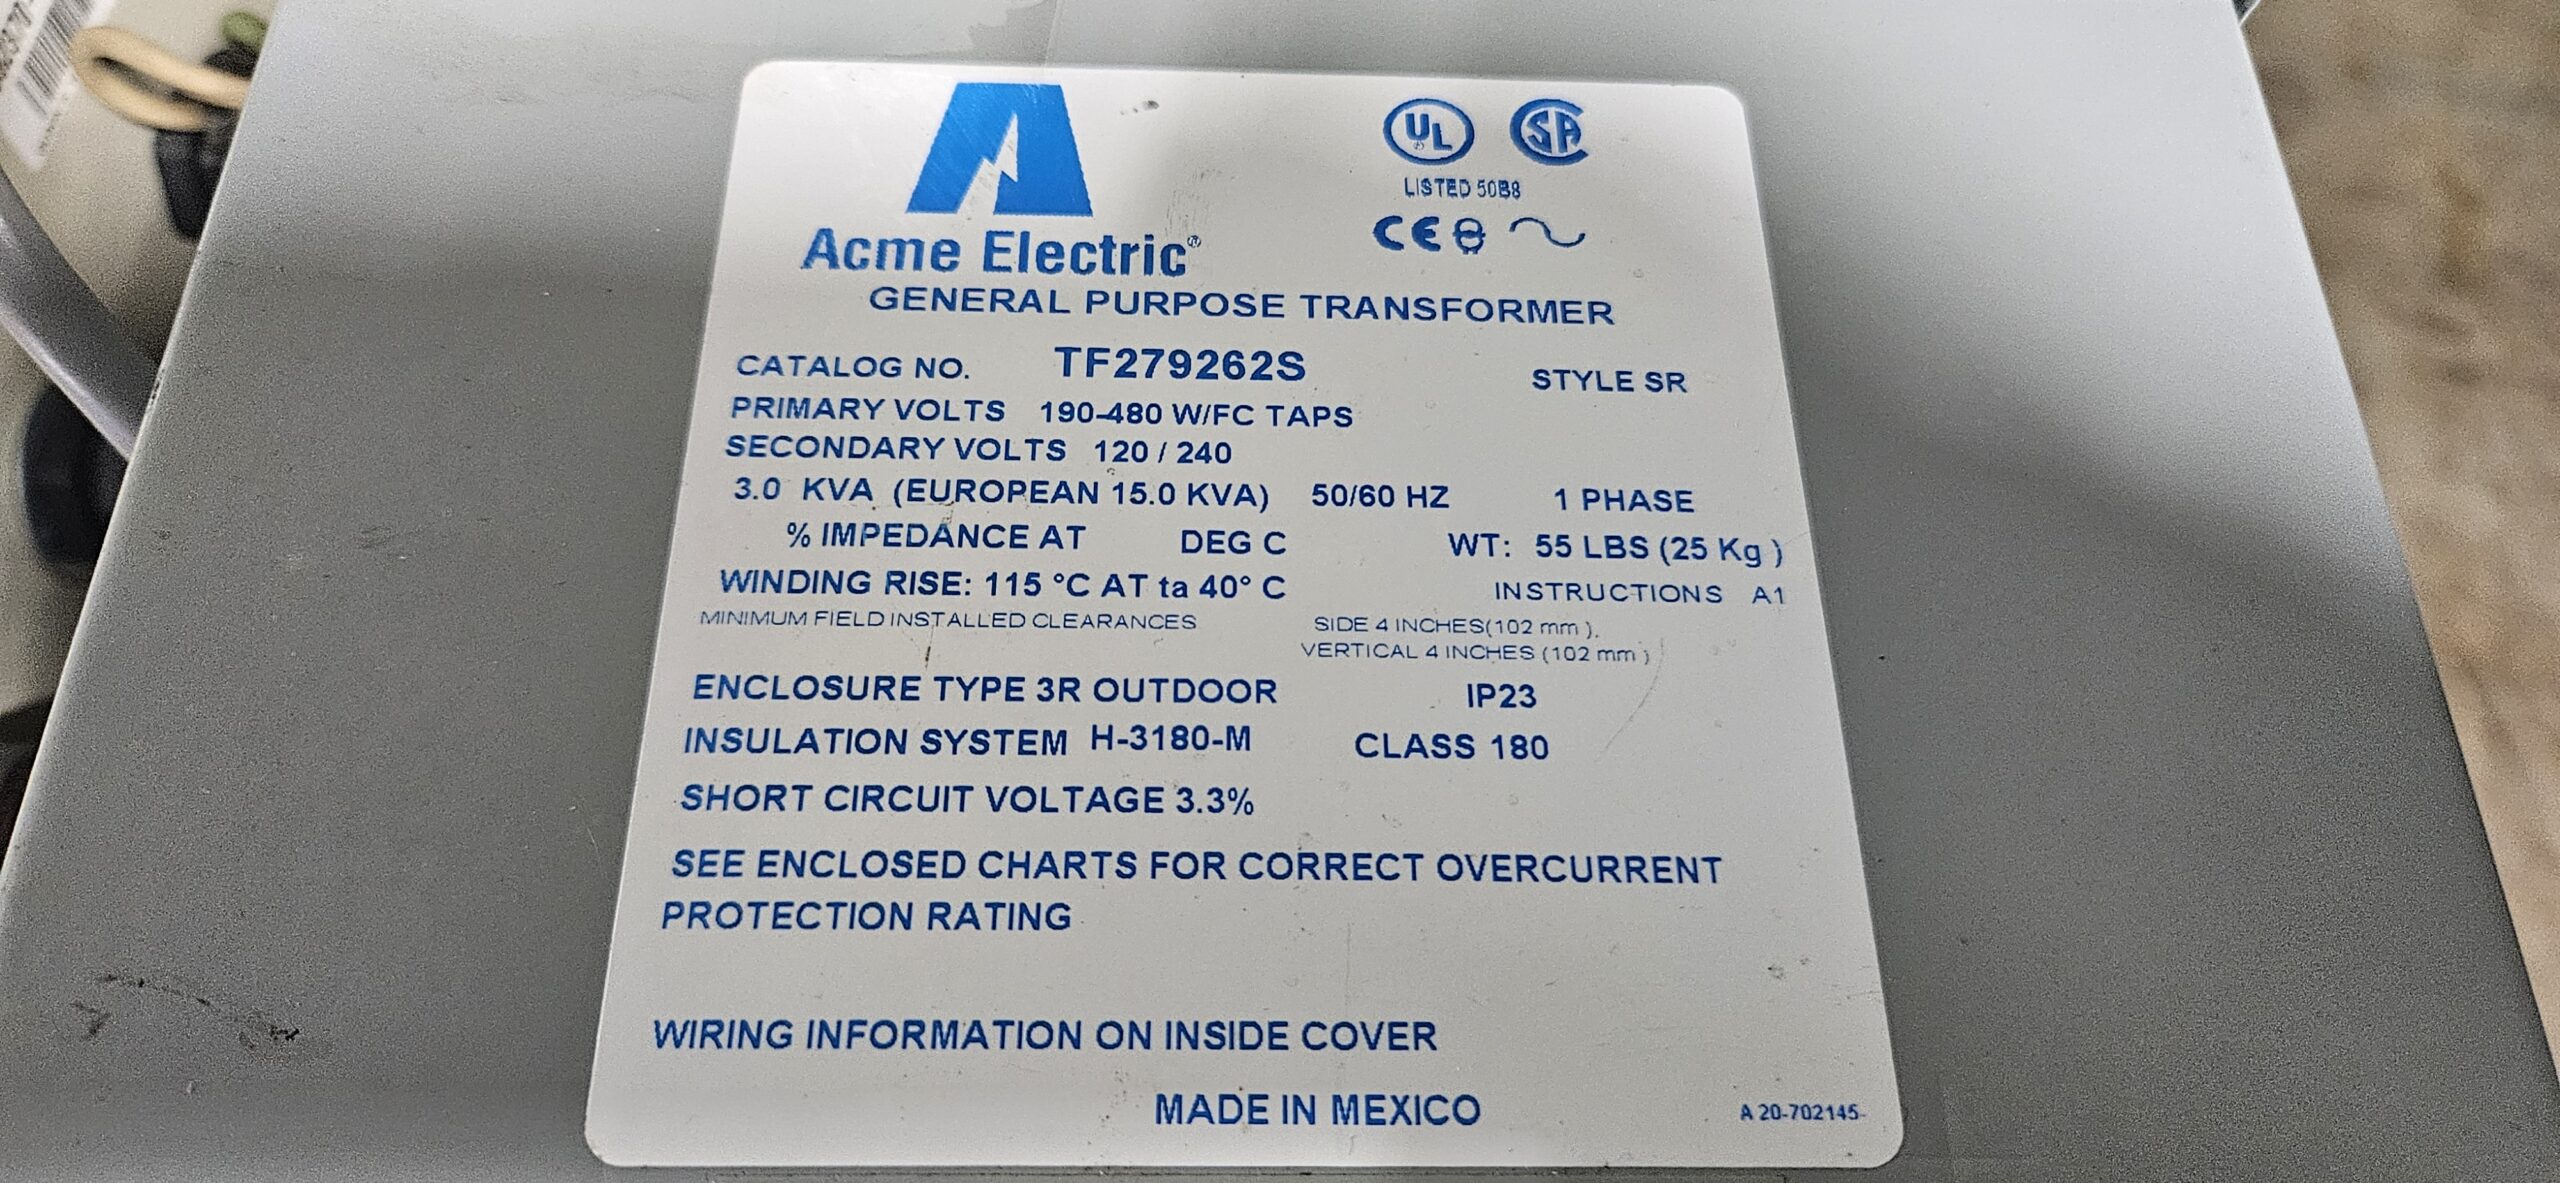 Acme Electric®
UL ®
SA
LISTED 50B8
CE
GENERAL PURPOSE TRANSFORMER
CATALOG NO. TF279262S STYLE SR
PRIMARY VOLTS 190-480 W/FC TAPS
SECONDARY VOLTS 120 / 240
3.0 KVA (EUROPEAN 15.0 KVA) 50/60 HZ 1 PHASE
% IMPEDANCE AT DEG C WT: 55 LBS (25 Kg )
WINDING RISE: 115 °C AT ta 40° C INSTRUCTIONS A1
MINIMUM FIELD INSTALLED CLEARANCES SIDE 4 INCHES(102 mm ).
VERTICAL 4 INCHES (102 mm )
ENCLOSURE TYPE 3R OUTDOOR IP23
INSULATION SYSTEM H-3180-M CLASS 180
SHORT CIRCUIT VOLTAGE 3.3%
SEE ENCLOSED CHARTS FOR CORRECT OVERCURRENT
PROTECTION RATING
WIRING INFORMATION ON INSIDE COVER
MADE IN MEXICO
A 20-702145-